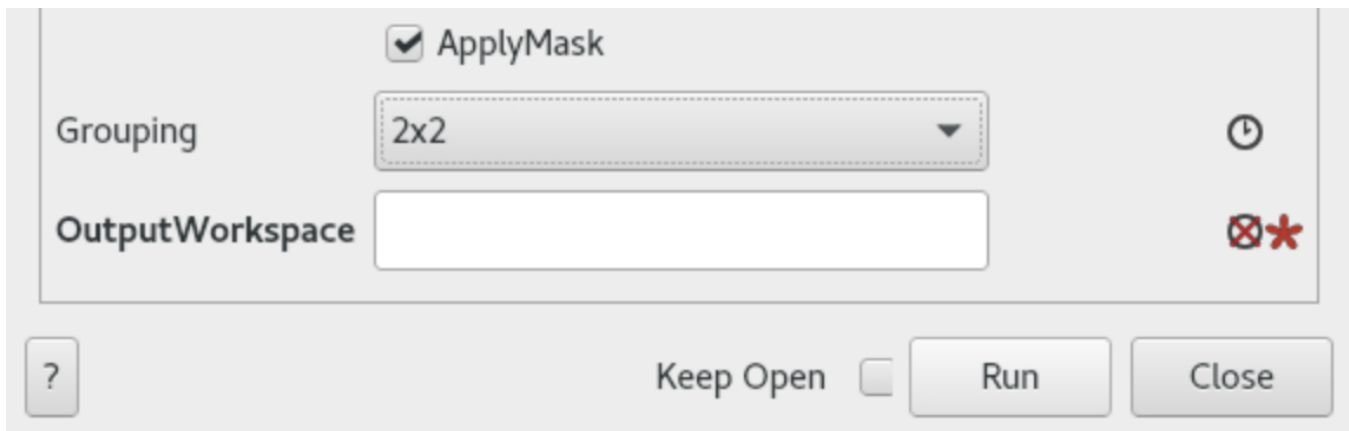 ApplyMask
Grouping 2x2
OutputWorkspace
? Keep Open Run Close